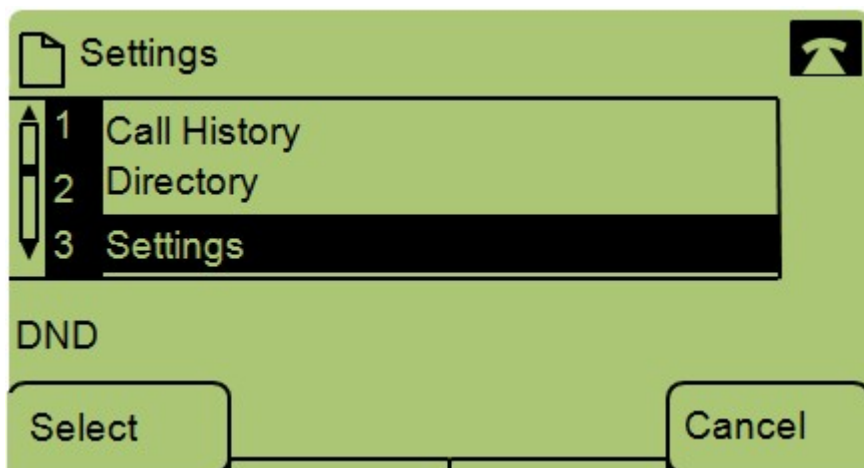 Settings
1 Call History
2 Directory
3 Settings
DND
Select Cancel